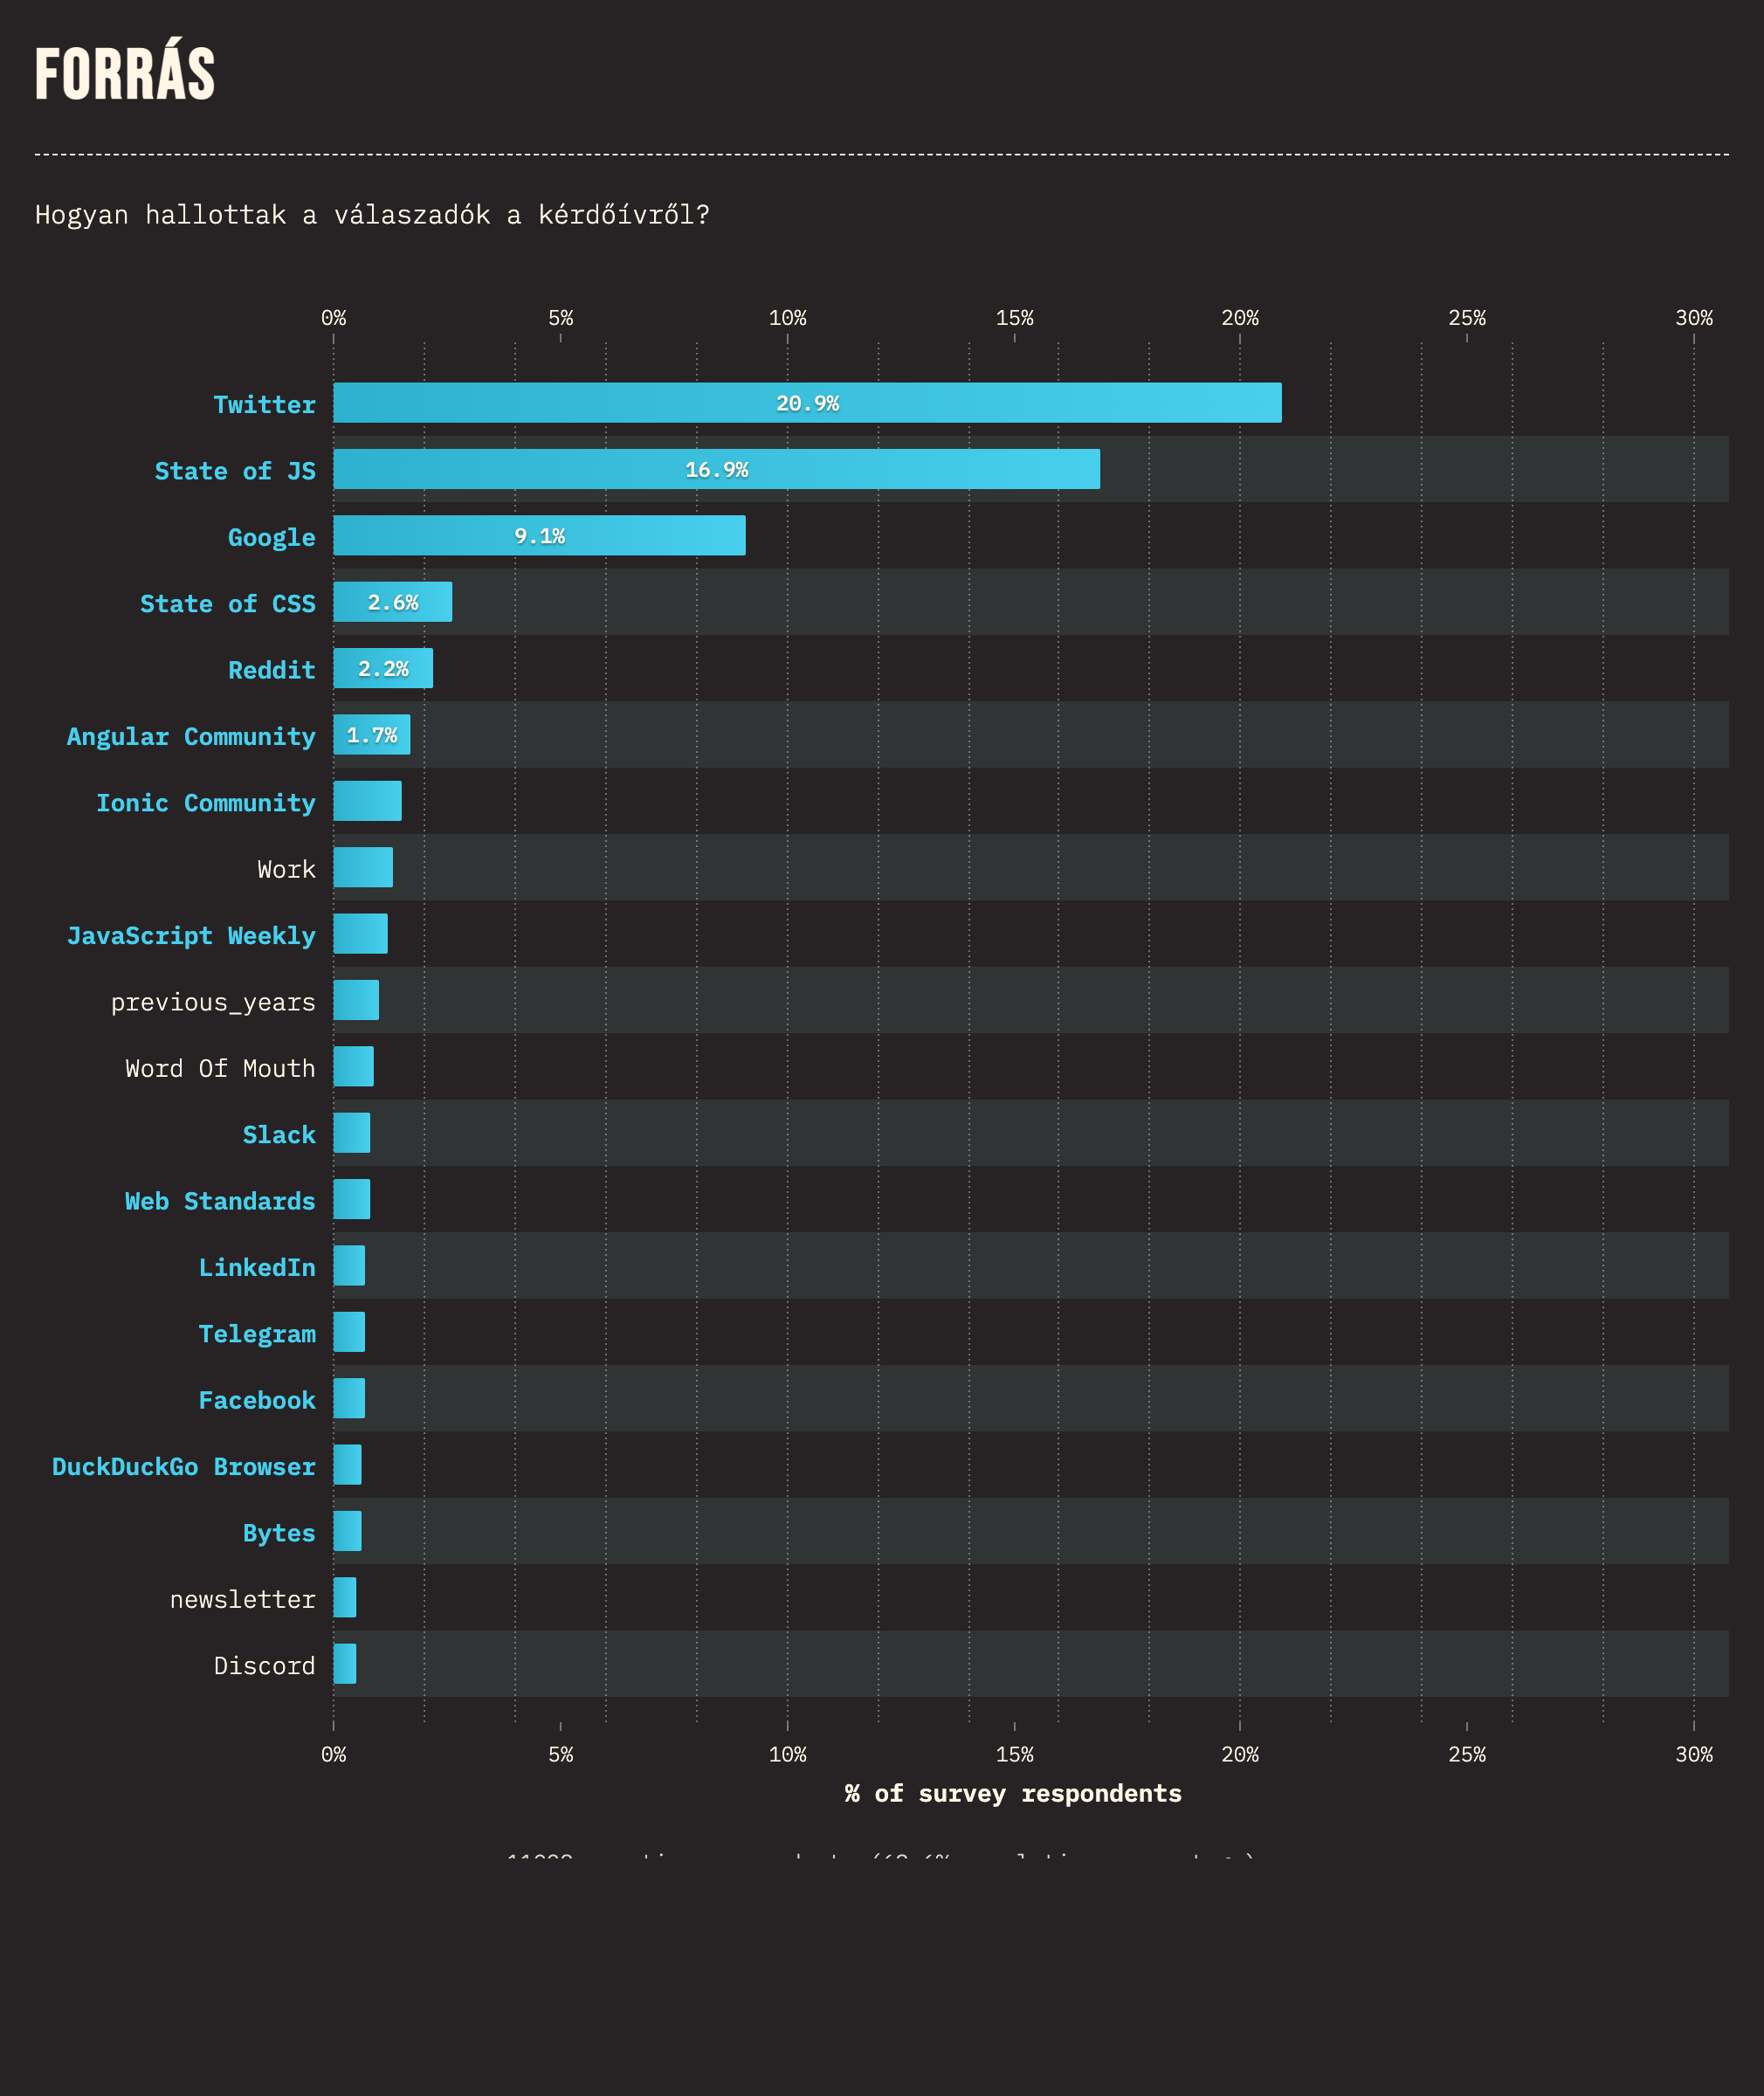 FORRÁS
Hogyan hallottak a válaszadók a kérdőívről?
0% 5% 10% 15% 20% 25% 30%
Twitter 20.9%
State of JS 16.9%
Google 9.1%
State of CSS 2.6%
Reddit 2.2%
Angular Community 1.7%
Ionic Community
Work
JavaScript Weekly
previous_years
Word Of Mouth
Slack
Web Standards
LinkedIn
Telegram
Facebook
DuckDuckGo Browser
Bytes
newsletter
Discord
0% 5% 10% 15% 20% 25% 30%
% of survey respondents